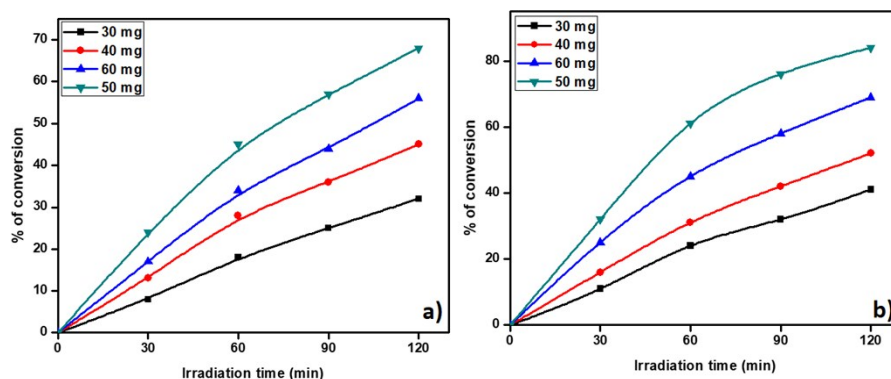 30 mg
40 mg
60 mg
50 mg
70
60
50
40
30
20
10
0
% of conversion
0 30 60 90 120
Irradiation time (min)
a)
30 mg
40 mg
60 mg
50 mg
80
60
40
20
0
% of conversion
0 30 60 90 120
Irradiation time (min)
b)